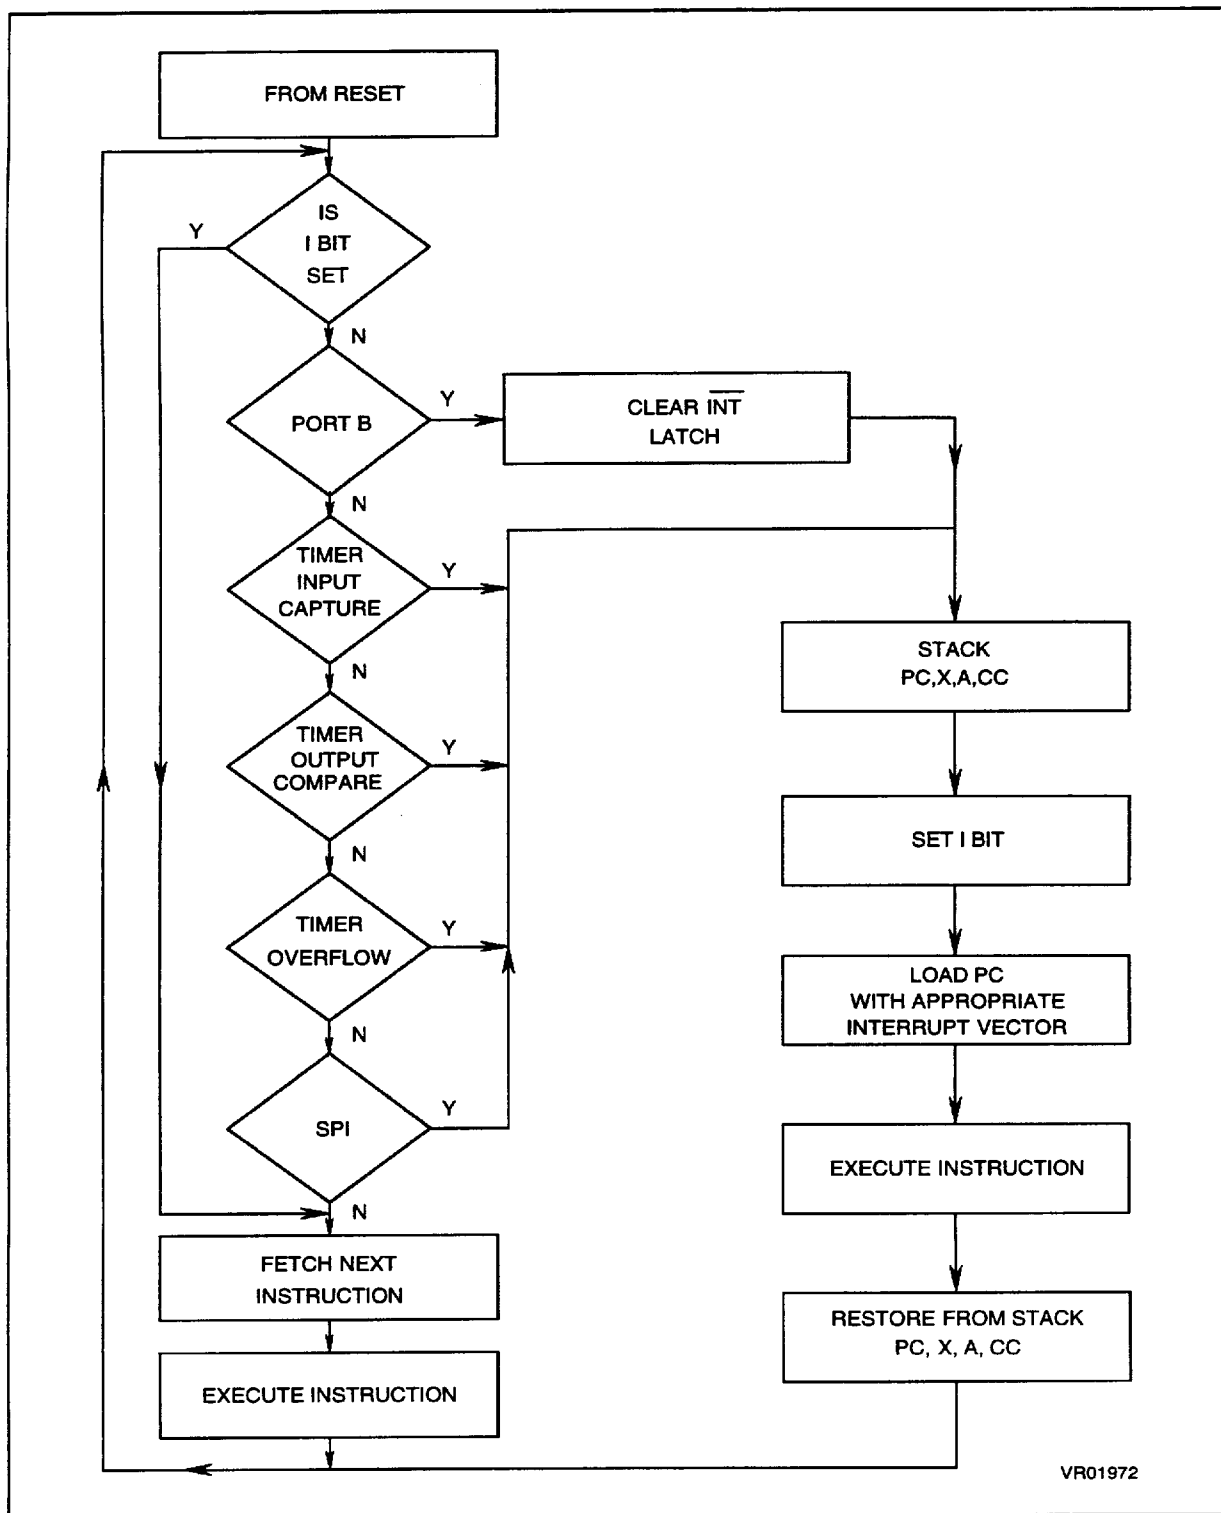 FROM RESET
IS
I BIT
SET
Y
N
PORT B
Y
CLEAR I̅N̅T̅
LATCH
N
TIMER
INPUT
CAPTURE
Y
STACK
PC,X,A,CC
N
TIMER
OUTPUT
COMPARE
Y
SET I BIT
N
TIMER
OVERFLOW
Y
LOAD PC
WITH APPROPRIATE
INTERRUPT VECTOR
N
SPI
Y
EXECUTE INSTRUCTION
N
FETCH NEXT
INSTRUCTION
RESTORE FROM STACK
PC, X, A, CC
EXECUTE INSTRUCTION
VR01972